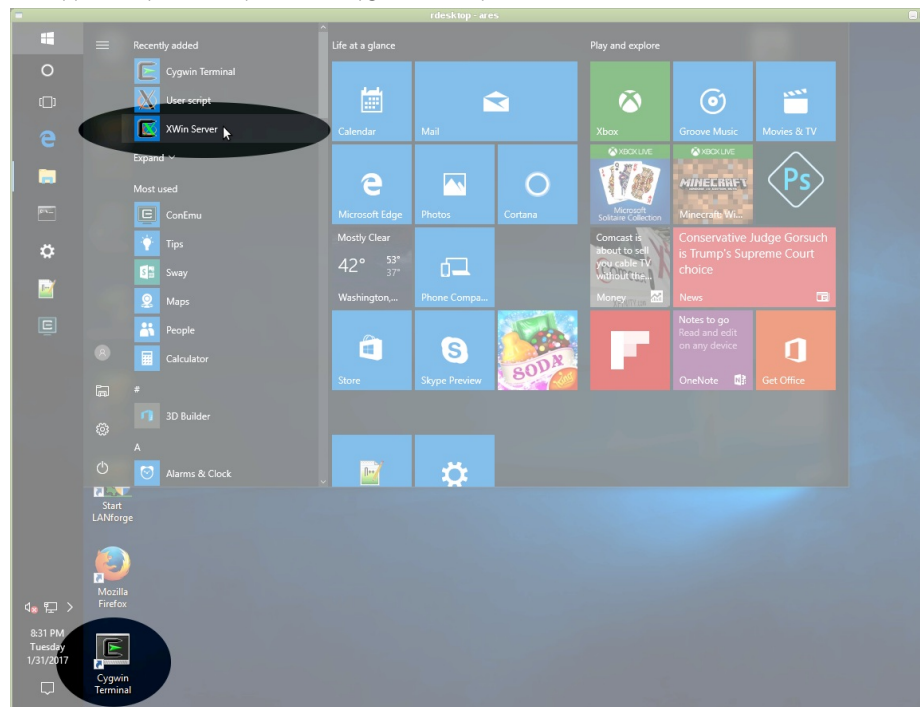 rdesktop - ares
Recently added
Cygwin Terminal
User script
XWin Server
Expand
Most used
ConEmu
Tips
Sway
Maps
People
Calculator
#
3D Builder
A
Alarms & Clock
Life at a glance
Calendar
Mail
Microsoft Edge
Photos
Cortana
Mostly Clear
42°
53°
37°
Washington,...
Phone Compa...
Store
Skype Preview
SODA
Play and explore
Xbox
Groove Music
Movies & TV
XBOX LIVE
Microsoft
Solitaire Collection
XBOX LIVE
MINECRAFT
Minecraft: Wi...
Ps
Comcast is
about to sell
you cable TV
without the...
Money
Conservative Judge Gorsuch
is Trump's Supreme Court
choice
News
Notes to go
Read and edit
on any device
OneNote
Get Office
Start
LANforge
Mozilla
Firefox
Cygwin
Terminal
8:31 PM
Tuesday
1/31/2017